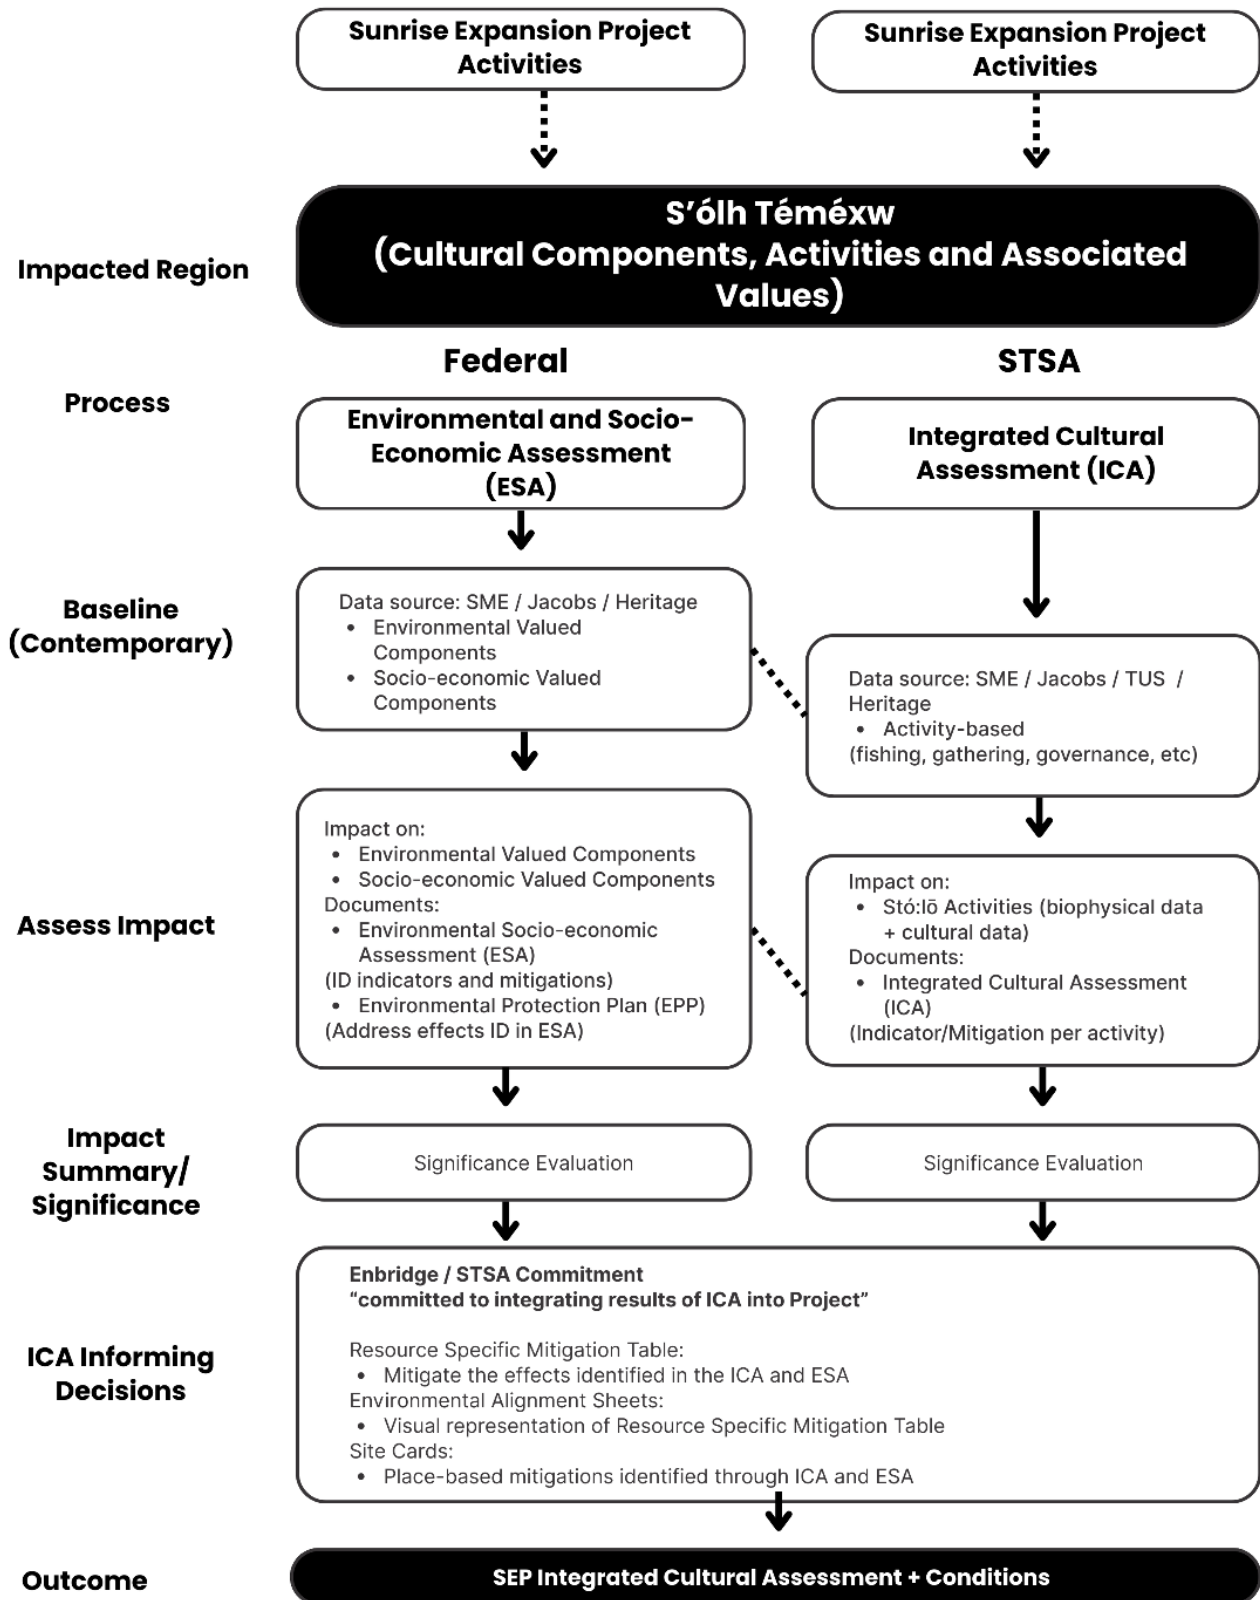 Sunrise Expansion Project
Activities
Sunrise Expansion Project
Activities
Impacted Region
S’ólh Téméxw
(Cultural Components, Activities and Associated
Values)
Process
Federal
STSA
Environmental and Socio-
Economic Assessment
(ESA)
Integrated Cultural
Assessment (ICA)
Baseline
(Contemporary)
Data source: SME / Jacobs / Heritage
• Environmental Valued
Components
• Socio-economic Valued
Components
Data source: SME / Jacobs / TUS /
Heritage
• Activity-based
(fishing, gathering, governance, etc)
Assess Impact
Impact on:
• Environmental Valued Components
• Socio-economic Valued Components
Documents:
• Environmental Socio-economic
Assessment (ESA)
(ID indicators and mitigations)
• Environmental Protection Plan (EPP)
(Address effects ID in ESA)
Impact on:
• Stó:lō Activities (biophysical data
+ cultural data)
Documents:
• Integrated Cultural Assessment
(ICA)
(Indicator/Mitigation per activity)
Impact
Summary/
Significance
Significance Evaluation
Significance Evaluation
ICA Informing
Decisions
Enbridge / STSA Commitment
“committed to integrating results of ICA into Project”
Resource Specific Mitigation Table:
• Mitigate the effects identified in the ICA and ESA
Environmental Alignment Sheets:
• Visual representation of Resource Specific Mitigation Table
Site Cards:
• Place-based mitigations identified through ICA and ESA
Outcome
SEP Integrated Cultural Assessment + Conditions